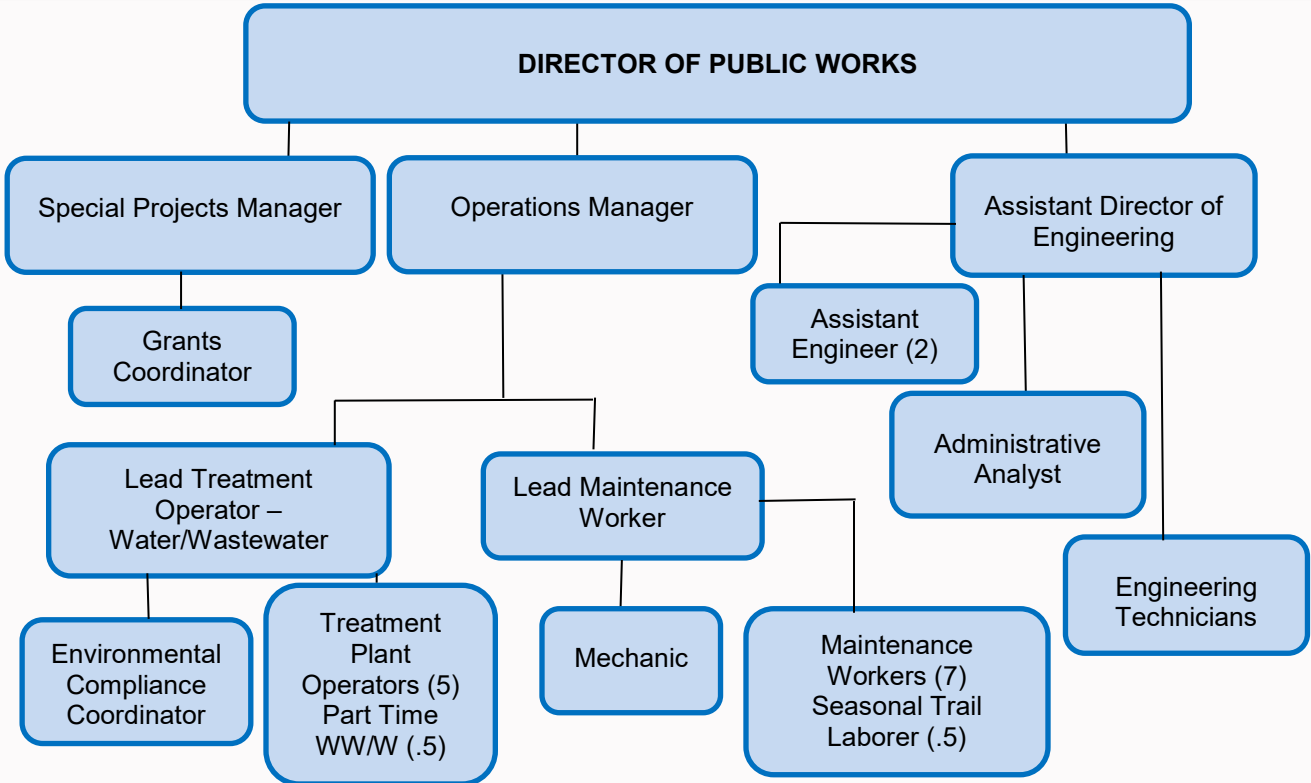 DIRECTOR OF PUBLIC WORKS
Special Projects Manager
Operations Manager
Assistant Director of
Engineering
Grants
Coordinator
Assistant
Engineer (2)
Administrative
Analyst
Engineering
Technicians
Lead Treatment
Operator –
Water/Wastewater
Lead Maintenance
Worker
Environmental
Compliance
Coordinator
Treatment
Plant
Operators (5)
Part Time
WW/W (.5)
Mechanic
Maintenance
Workers (7)
Seasonal Trail
Laborer (.5)